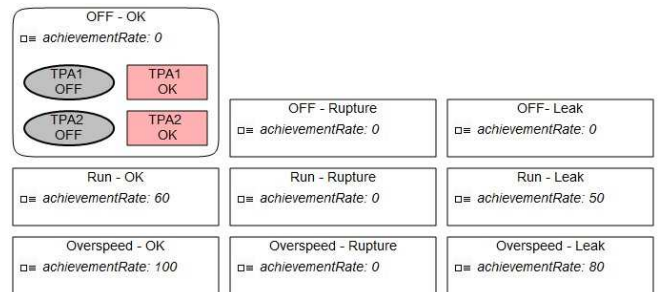 OFF - OK
achievementRate: 0
TPA1
OFF
TPA1
OK
TPA2
OFF
TPA2
OK
OFF - Rupture
achievementRate: 0
OFF- Leak
achievementRate: 0
Run - OK
achievementRate: 60
Run - Rupture
achievementRate: 0
Run - Leak
achievementRate: 50
Overspeed - OK
achievementRate: 100
Overspeed - Rupture
achievementRate: 0
Overspeed - Leak
achievementRate: 80